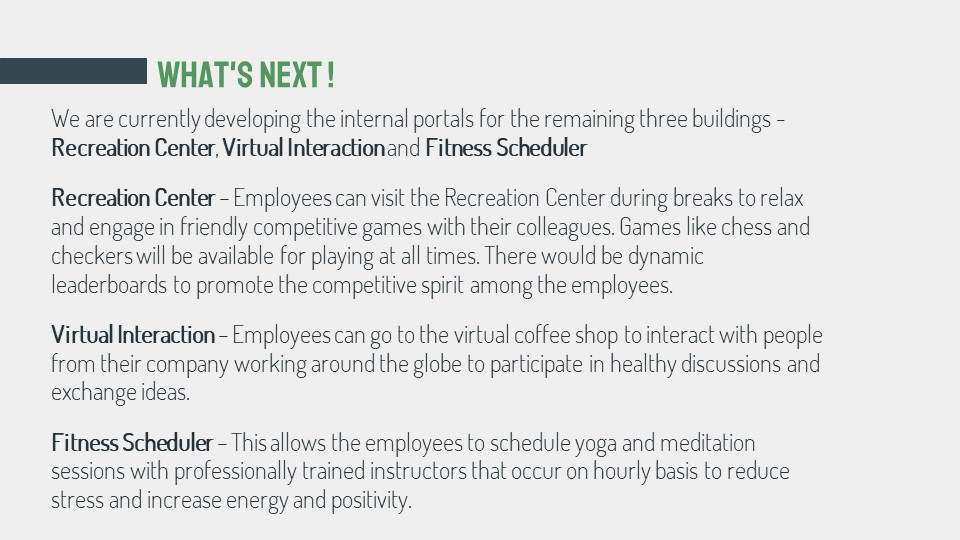 WHAT'S NEXT!
We are currently developing the internal portals for the remaining three buildings -
Recreation Center, Virtual Interaction and Fitness Scheduler
Recreation Center – Employees can visit the Recreation Center during breaks to relax
and engage in friendly competitive games with their colleagues. Games like chess and
checkers will be available for playing at all times. There would be dynamic
leaderboards to promote the competitive spirit among the employees.
Virtual Interaction – Employees can go to the virtual coffee shop to interact with people
from their company working around the globe to participate in healthy discussions and
exchange ideas.
Fitness Scheduler – This allows the employees to schedule yoga and meditation
sessions with professionally trained instructors that occur on hourly basis to reduce
stress and increase energy and positivity.